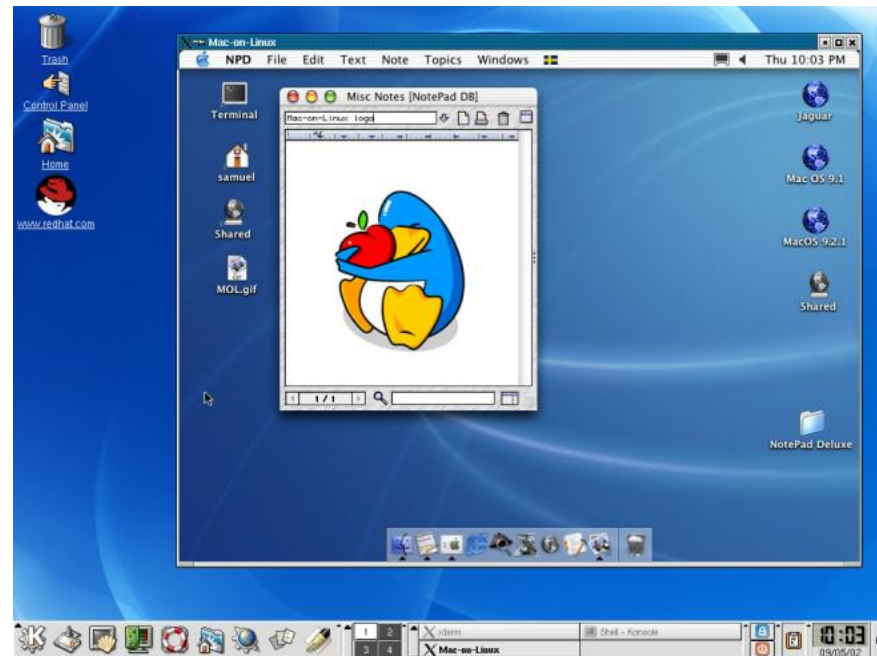 Trash
Control Panel
Home
www.redhat.com
Mac-on-Linux
NPD File Edit Text Note Topics Windows Thu 10:03 PM
Terminal
samuel
Shared
MOL.gif
Misc Notes [NotePad DB]
Mac-on-Linux logo
1/1
Jaguar
Mac OS 9.1
MacOS 9.2.1
Shared
NotePad Deluxe
1 2
3 4
xterm
Shell - Konsole
Mac-on-Linux
10:03
09/05/02